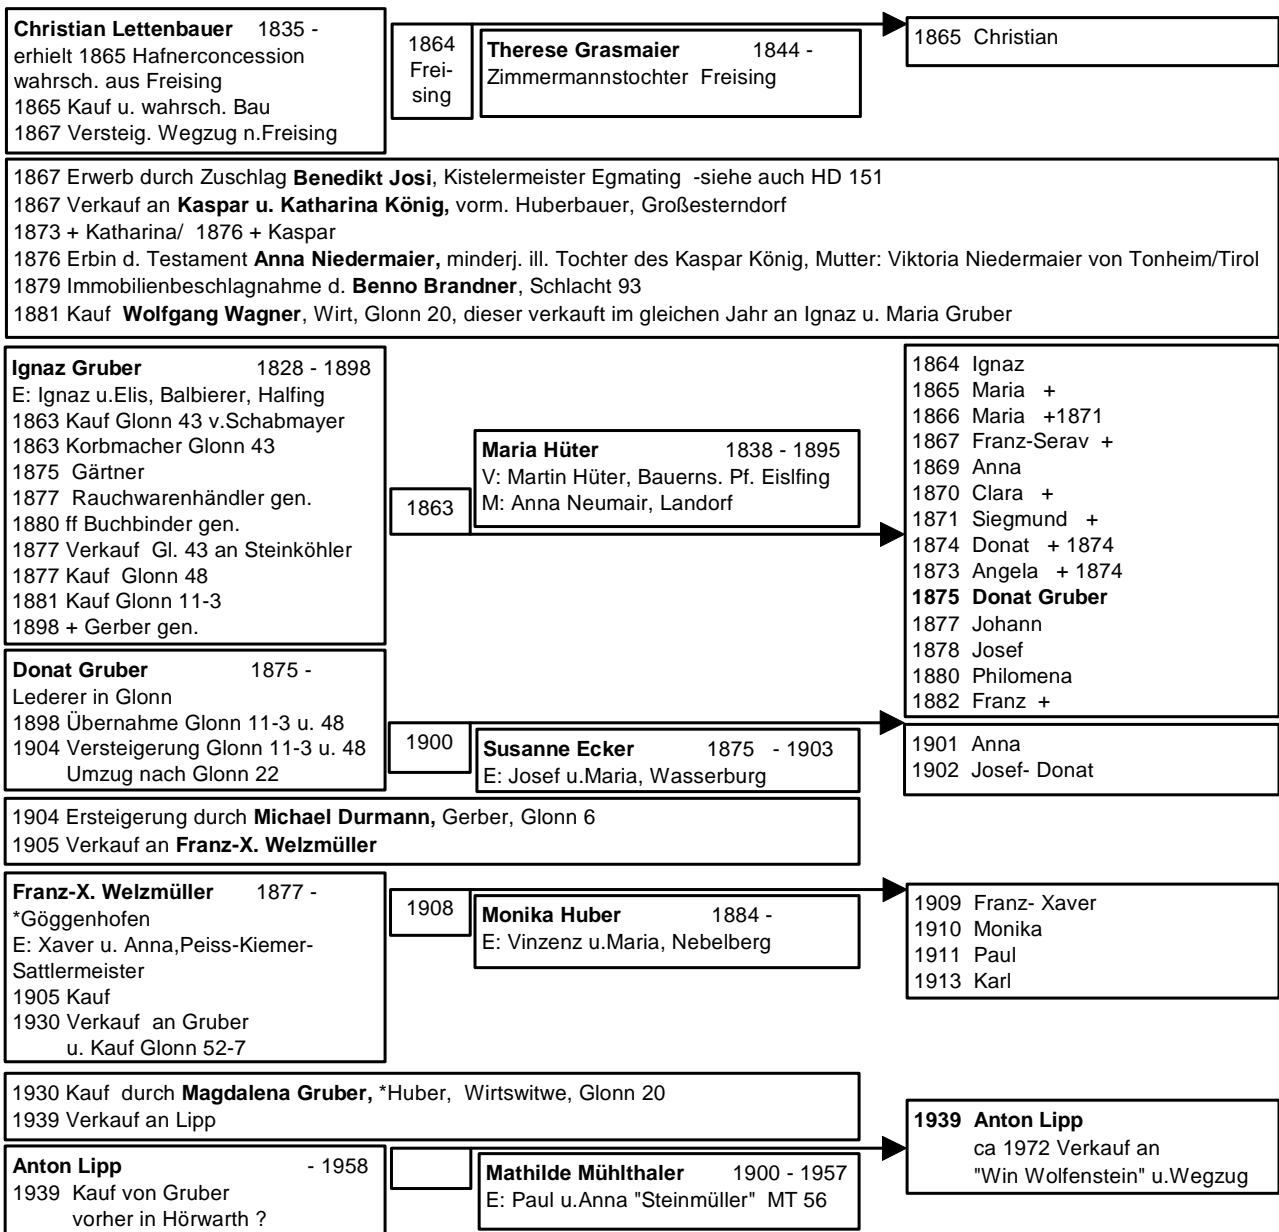 Christian Lettenbauer 1835 -
erhielt 1865 Hafnerconcession
wahrsch. aus Freising
1865 Kauf u. wahrsch. Bau
1867 Versteig. Wegzug n.Freising
1864
Frei-
sing
Therese Grasmaier 1844 -
Zimmermannstochter Freising
1865 Christian
1867 Erwerb durch Zuschlag Benedikt Josi, Kistelermeister Egmating -siehe auch HD 151
1867 Verkauf an Kaspar u. Katharina König, vorm. Huberbauer, Großesterndorf
1873 + Katharina/ 1876 + Kaspar
1876 Erbin d. Testament Anna Niedermaier, minderj. ill. Tochter des Kaspar König, Mutter: Viktoria Niedermaier von Tonheim/Tirol
1879 Immobilienbeschlagnahme d. Benno Brandner, Schlacht 93
1881 Kauf Wolfgang Wagner, Wirt, Glonn 20, dieser verkauft im gleichen Jahr an Ignaz u. Maria Gruber
Ignaz Gruber 1828 - 1898
E: Ignaz u.Elis, Balbierer, Halfing
1863 Kauf Glonn 43 v.Schabmayer
1863 Korbmacher Glonn 43
1875 Gärtner
1877 Rauchwarenhändler gen.
1880 ff Buchbinder gen.
1877 Verkauf Gl. 43 an Steinköhler
1877 Kauf Glonn 48
1881 Kauf Glonn 11-3
1898 + Gerber gen.
1863
Maria Hüter 1838 - 1895
V: Martin Hüter, Bauerns. Pf. Eislfing
M: Anna Neumair, Landorf
1864 Ignaz
1865 Maria +
1866 Maria +1871
1867 Franz-Serav +
1869 Anna
1870 Clara +
1871 Siegmund +
1874 Donat + 1874
1873 Angela + 1874
1875 Donat Gruber
1877 Johann
1878 Josef
1880 Philomena
1882 Franz +
Donat Gruber 1875 -
Lederer in Glonn
1898 Übernahme Glonn 11-3 u. 48
1904 Versteigerung Glonn 11-3 u. 48
Umzug nach Glonn 22
1900
Susanne Ecker 1875 - 1903
E: Josef u.Maria, Wasserburg
1901 Anna
1902 Josef- Donat
1904 Ersteigerung durch Michael Durmann, Gerber, Glonn 6
1905 Verkauf an Franz-X. Welzmüller
Franz-X. Welzmüller 1877 -
*Göggenhofen
E: Xaver u. Anna,Peiss-Kiemer-
Sattlermeister
1905 Kauf
1930 Verkauf an Gruber
u. Kauf Glonn 52-7
1908
Monika Huber 1884 -
E: Vinzenz u.Maria, Nebelberg
1909 Franz- Xaver
1910 Monika
1911 Paul
1913 Karl
1930 Kauf durch Magdalena Gruber, *Huber, Wirtswitwe, Glonn 20
1939 Verkauf an Lipp
Anton Lipp - 1958
1939 Kauf von Gruber
vorher in Hörwarth ?
Mathilde Mühlthaler 1900 - 1957
E: Paul u.Anna "Steinmüller" MT 56
1939 Anton Lipp
ca 1972 Verkauf an
"Win Wolfenstein" u.Wegzug